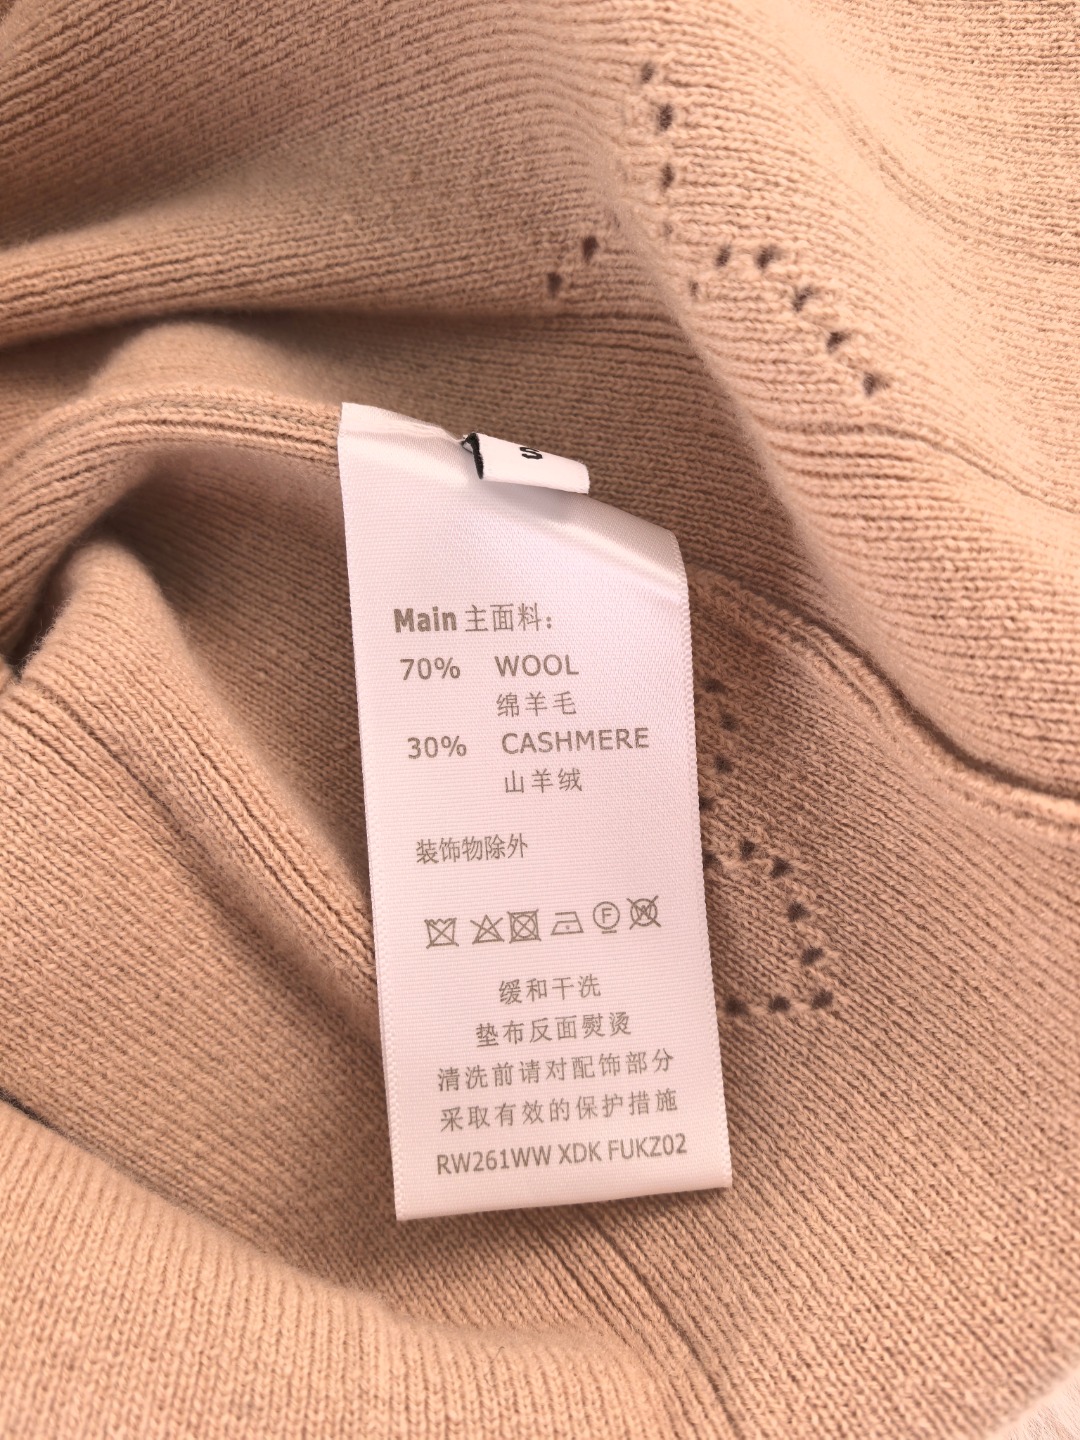 S
Main 主面料:
70% WOOL
绵羊毛
30% CASHMERE
山羊绒
装饰物除外
F W
缓和干洗
垫布反面熨烫
清洗前请对配饰部分
采取有效的保护措施
RW261WW XDK FUKZ02